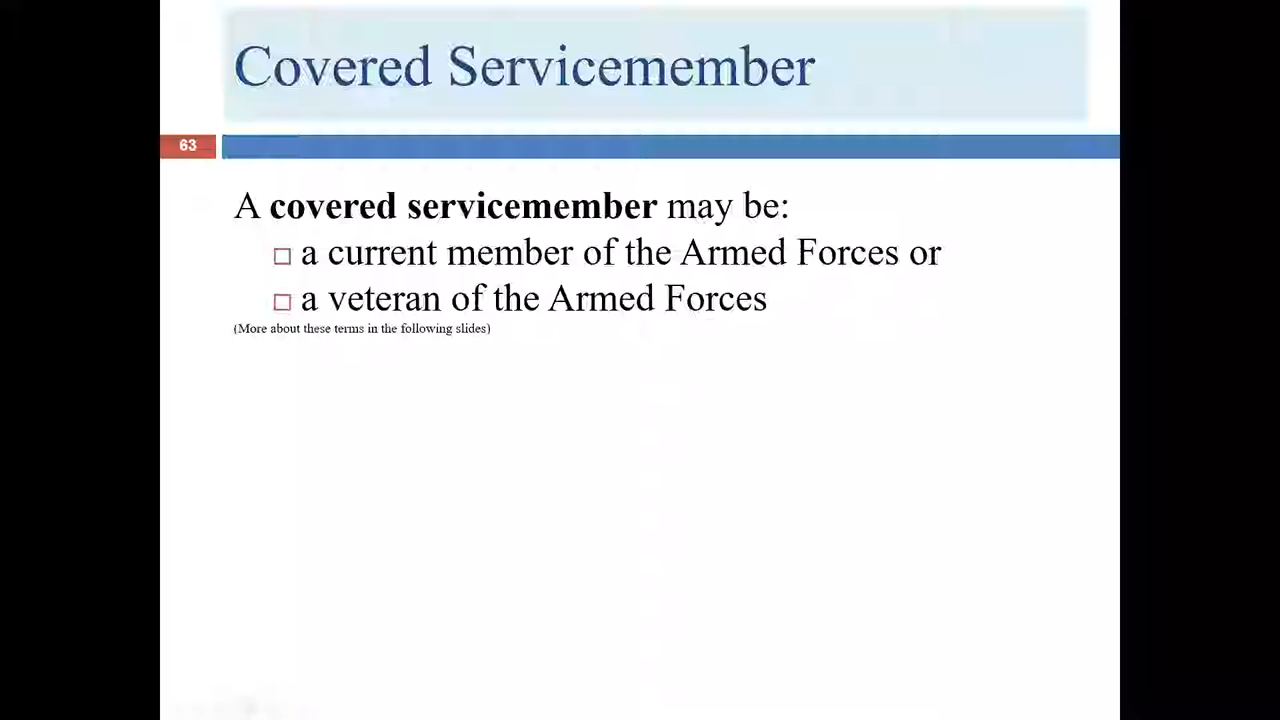 Covered Servicemember
63
A covered servicemember may be:
a current member of the Armed Forces or
a veteran of the Armed Forces
(More about these terms in the following slides)